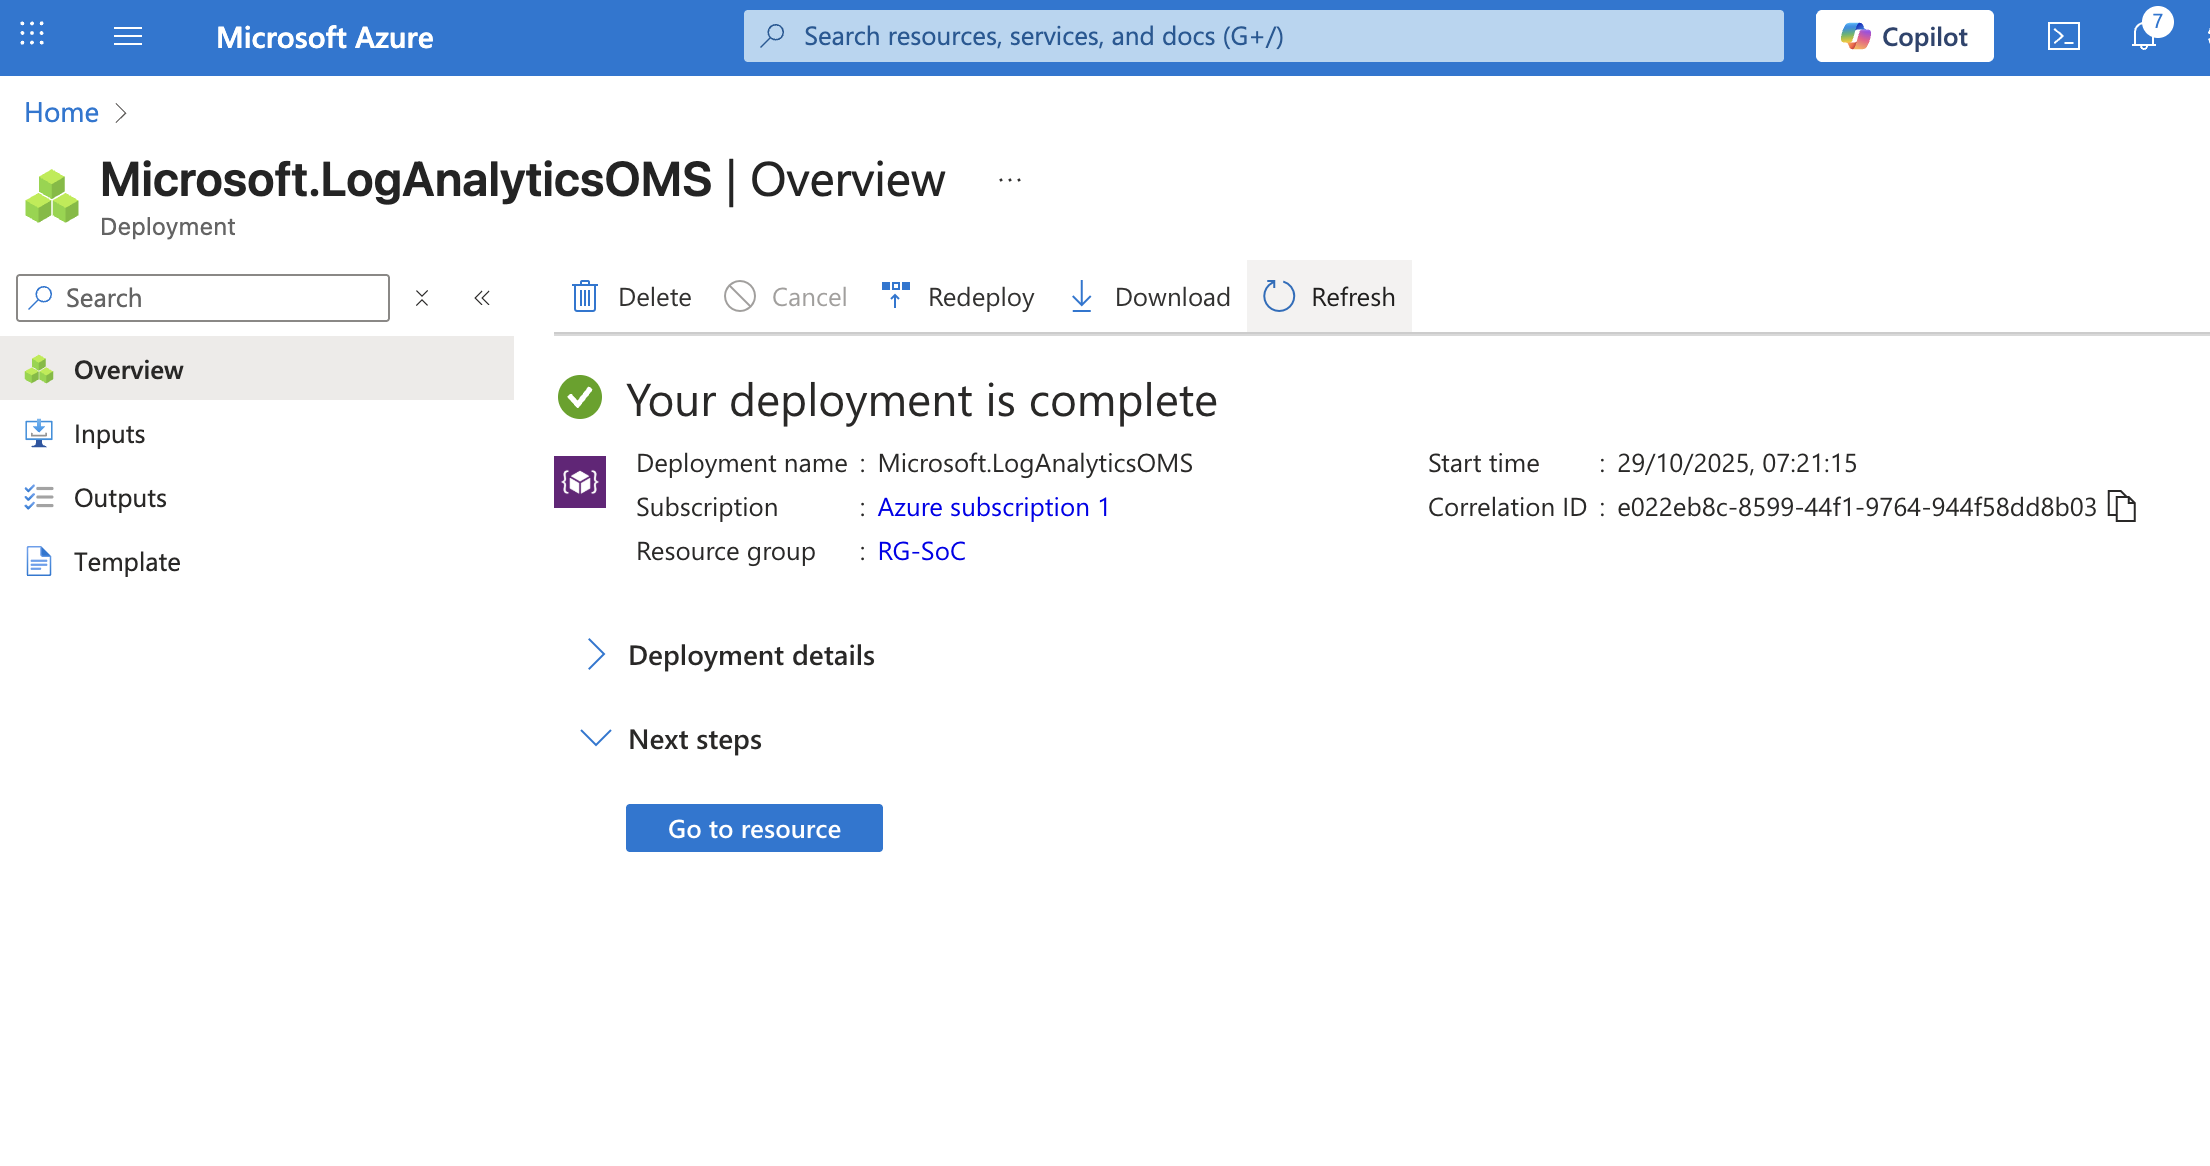 Microsoft Azure
Search resources, services, and docs (G+/)
Copilot
7
Home
Microsoft.LogAnalyticsOMS | Overview
...
Deployment
Search
Delete
Cancel
Redeploy
Download
Refresh
Overview
Inputs
Outputs
Template
Your deployment is complete
Deployment name : Microsoft.LogAnalyticsOMS
Subscription : Azure subscription 1
Resource group : RG-SoC
Start time : 29/10/2025, 07:21:15
Correlation ID : e022eb8c-8599-44f1-9764-944f58dd8b03
Deployment details
Next steps
Go to resource